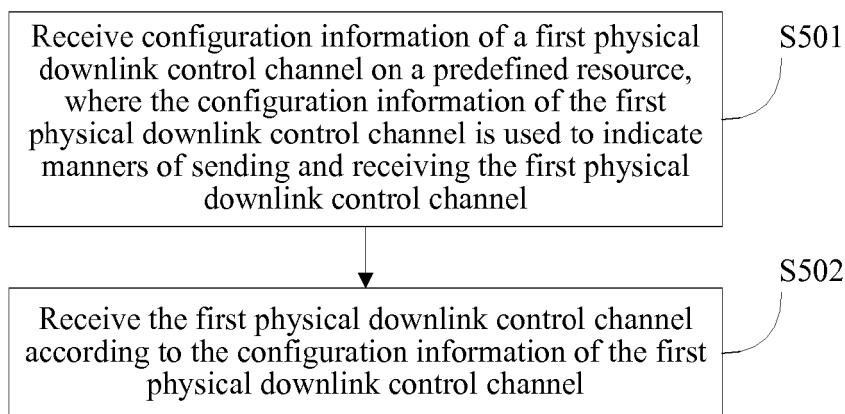 Receive configuration information of a first physical
downlink control channel on a predefined resource,
where the configuration information of the first
physical downlink control channel is used to indicate
manners of sending and receiving the first physical
downlink control channel
S501
Receive the first physical downlink control channel
according to the configuration information of the first
physical downlink control channel
S502